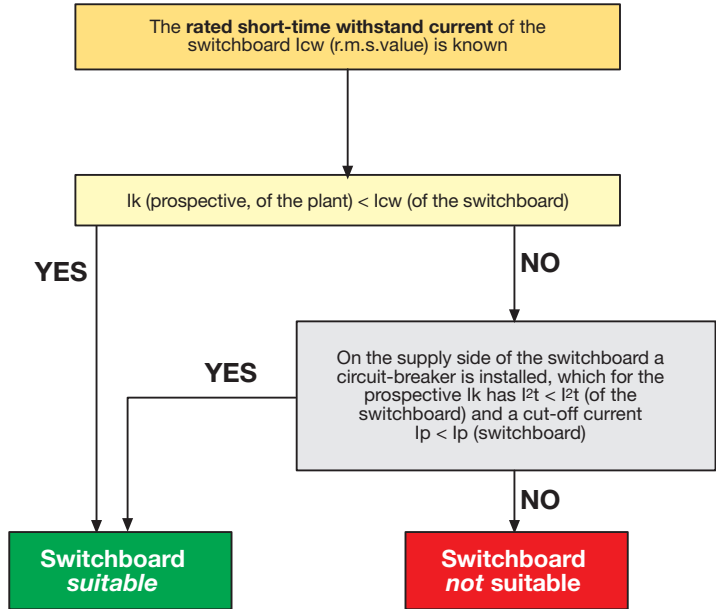 The rated short-time withstand current of the
switchboard Icw (r.m.s.value) is known
Ik (prospective, of the plant) < Icw (of the switchboard)
YES
NO
On the supply side of the switchboard a
circuit-breaker is installed, which for the
prospective Ik has I²t < I²t (of the
switchboard) and a cut-off current
Ip < Ip (switchboard)
YES
NO
Switchboard
suitable
Switchboard
not suitable